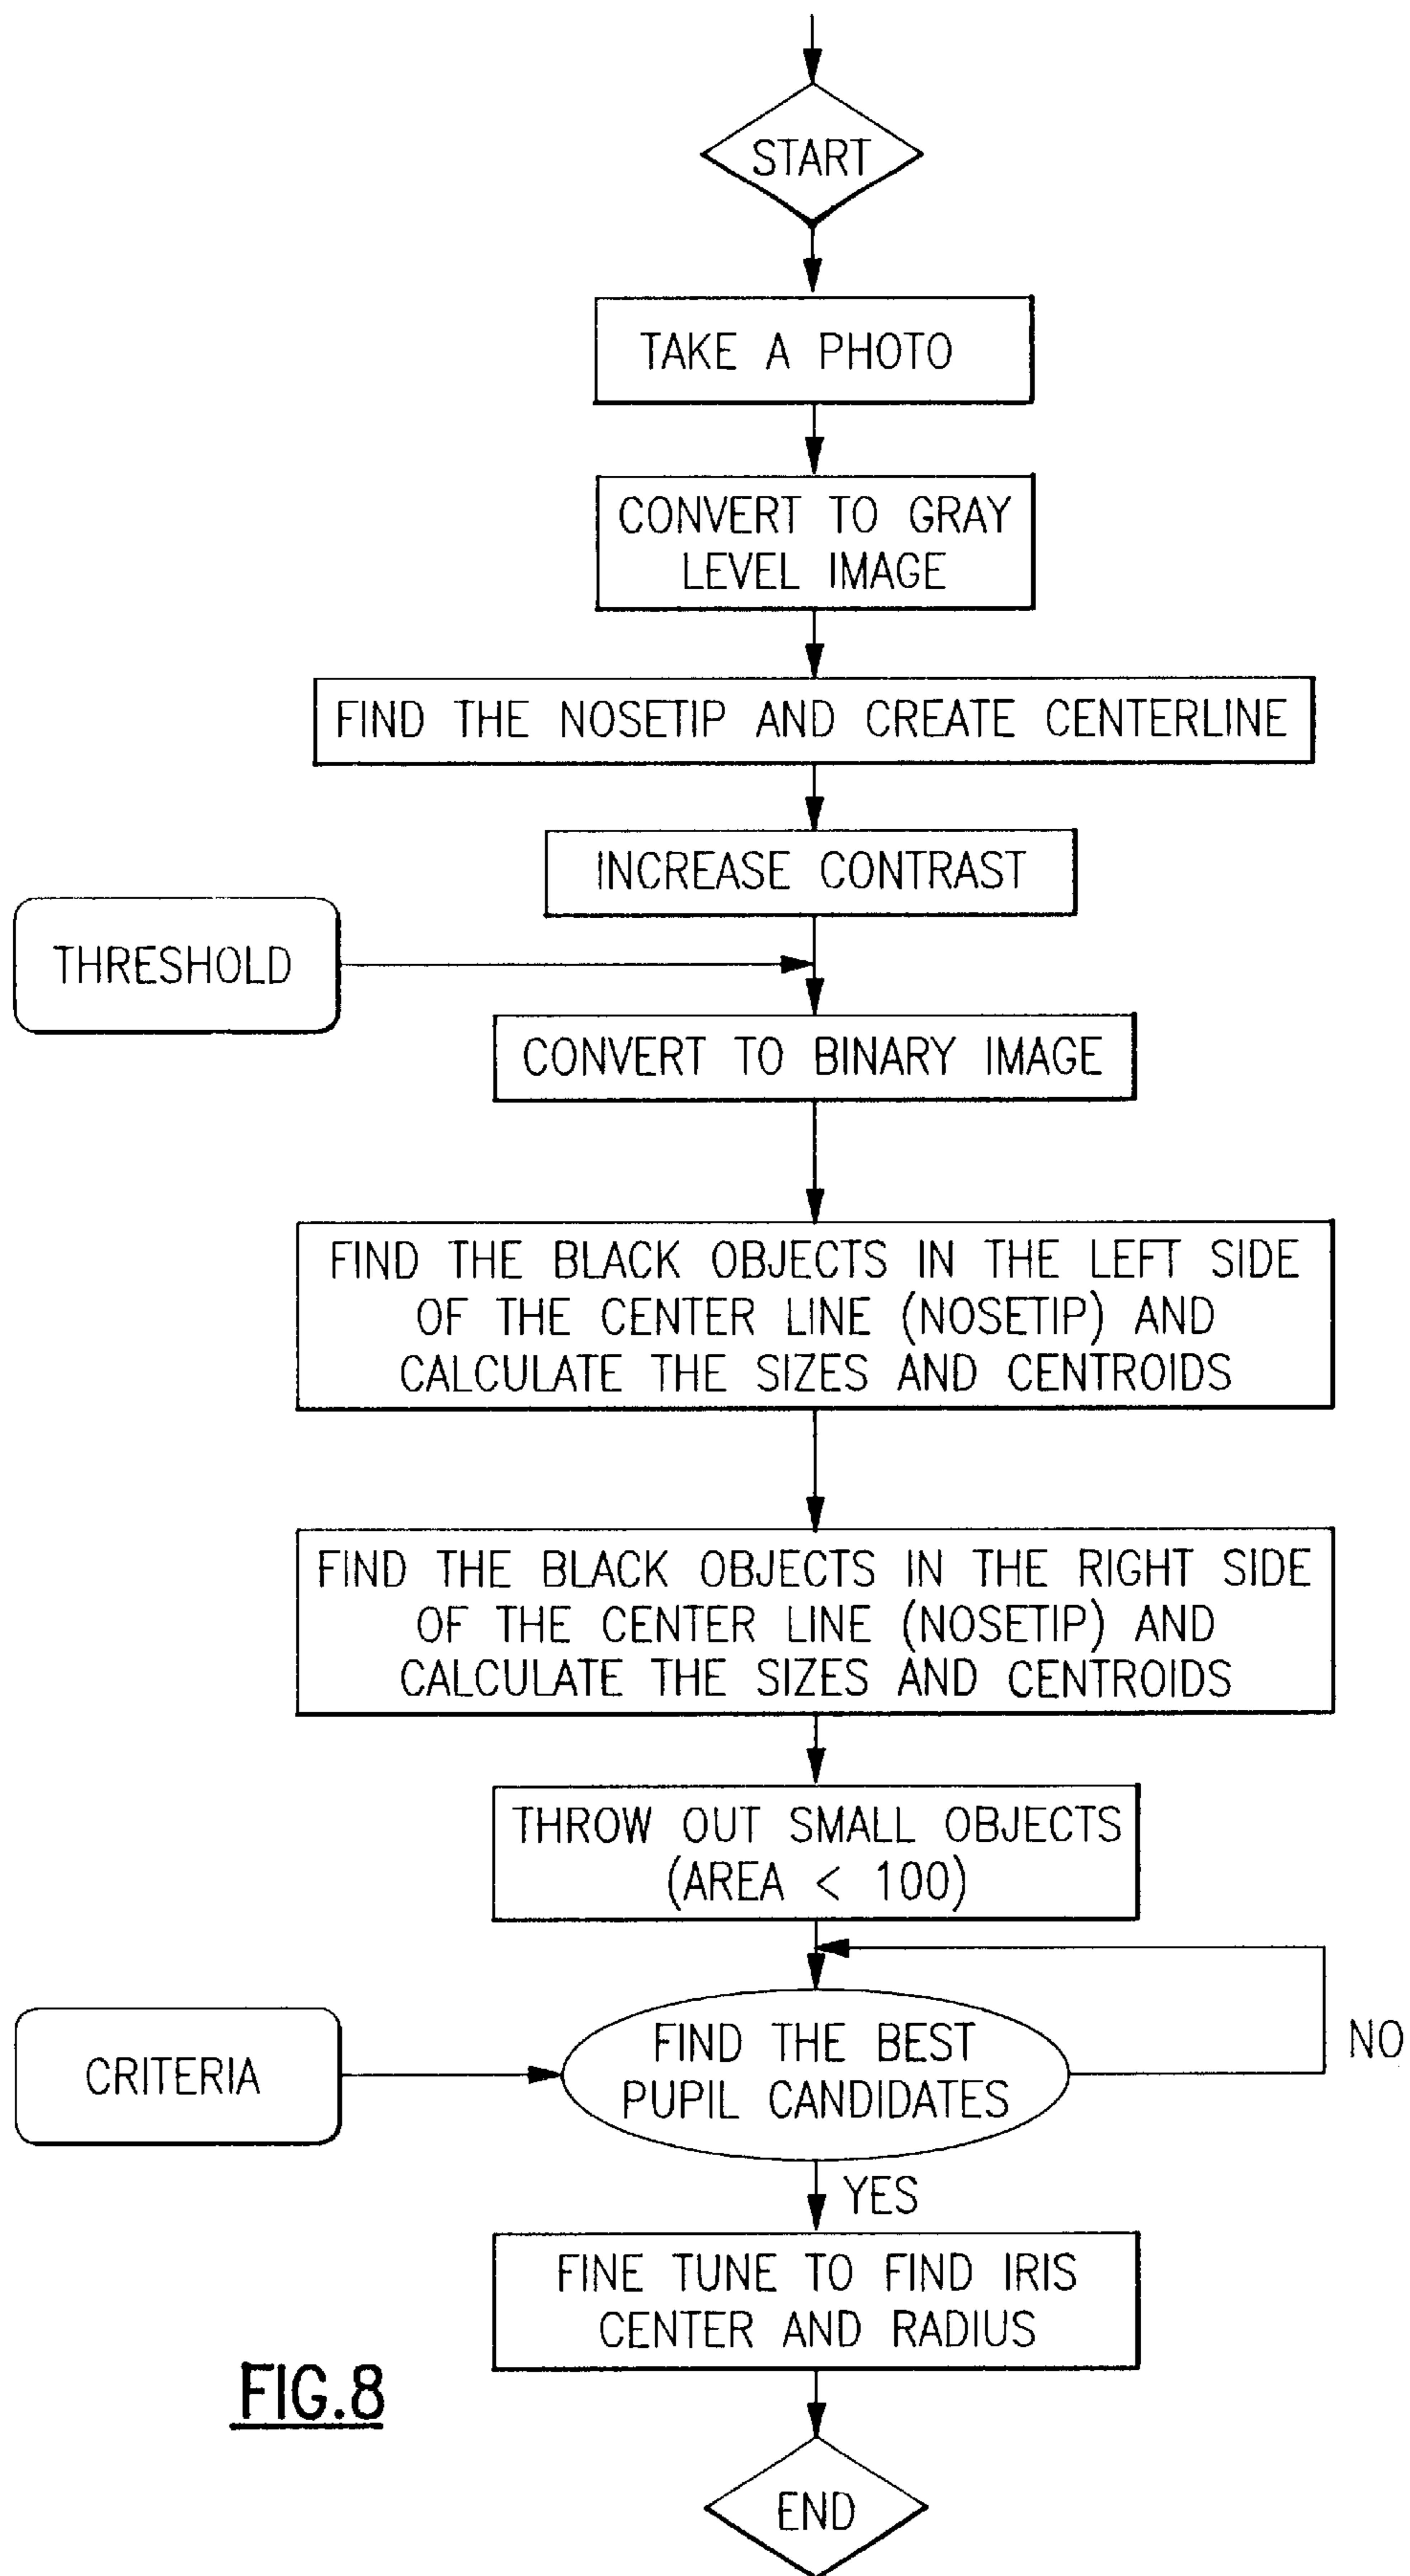 START
TAKE A PHOTO
CONVERT TO GRAY
LEVEL IMAGE
FIND THE NOSETIP AND CREATE CENTERLINE
INCREASE CONTRAST
THRESHOLD
CONVERT TO BINARY IMAGE
FIND THE BLACK OBJECTS IN THE LEFT SIDE
OF THE CENTER LINE (NOSETIP) AND
CALCULATE THE SIZES AND CENTROIDS
FIND THE BLACK OBJECTS IN THE RIGHT SIDE
OF THE CENTER LINE (NOSETIP) AND
CALCULATE THE SIZES AND CENTROIDS
THROW OUT SMALL OBJECTS
(AREA < 100)
FIND THE BEST
PUPIL CANDIDATES
NO
CRITERIA
YES
FINE TUNE TO FIND IRIS
CENTER AND RADIUS
FIG.8
END